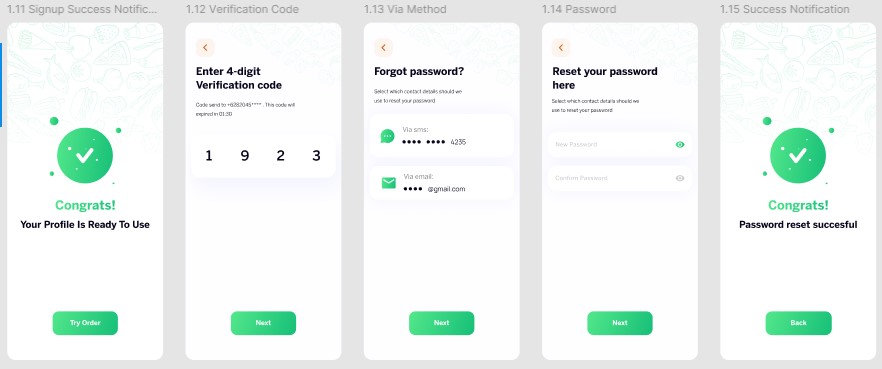 1.11 Signup Success Notific...
Congrats!
Your Profile Is Ready To Use
Try Order
1.12 Verification Code
Enter 4-digit
Verification code
Code send to +6282045**** . This code will
expired in 01:30
1 9 2 3
Next
1.13 Via Method
Forgot password?
Select which contact details should we
use to reset your password
Via sms:
•••• •••• 4235
Via email:
•••• @gmail.com
Next
1.14 Password
Reset your password
here
Select which contact details should we
use to reset your password
New Password
Confirm Password
Next
1.15 Success Notification
Congrats!
Password reset succesful
Back